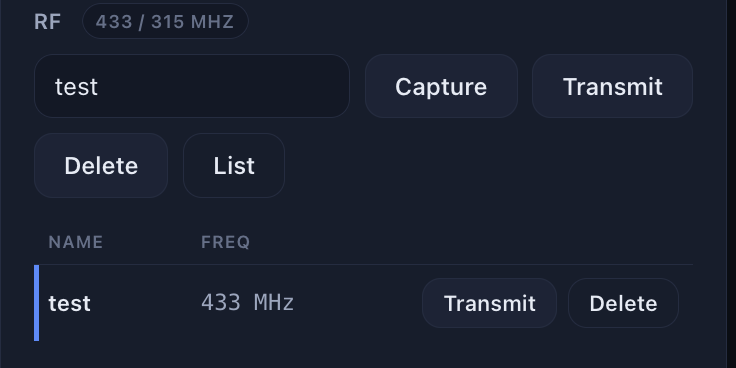 RF 433 / 315 MHZ
test Capture Transmit
Delete List
NAME FREQ
test 433 MHz Transmit Delete